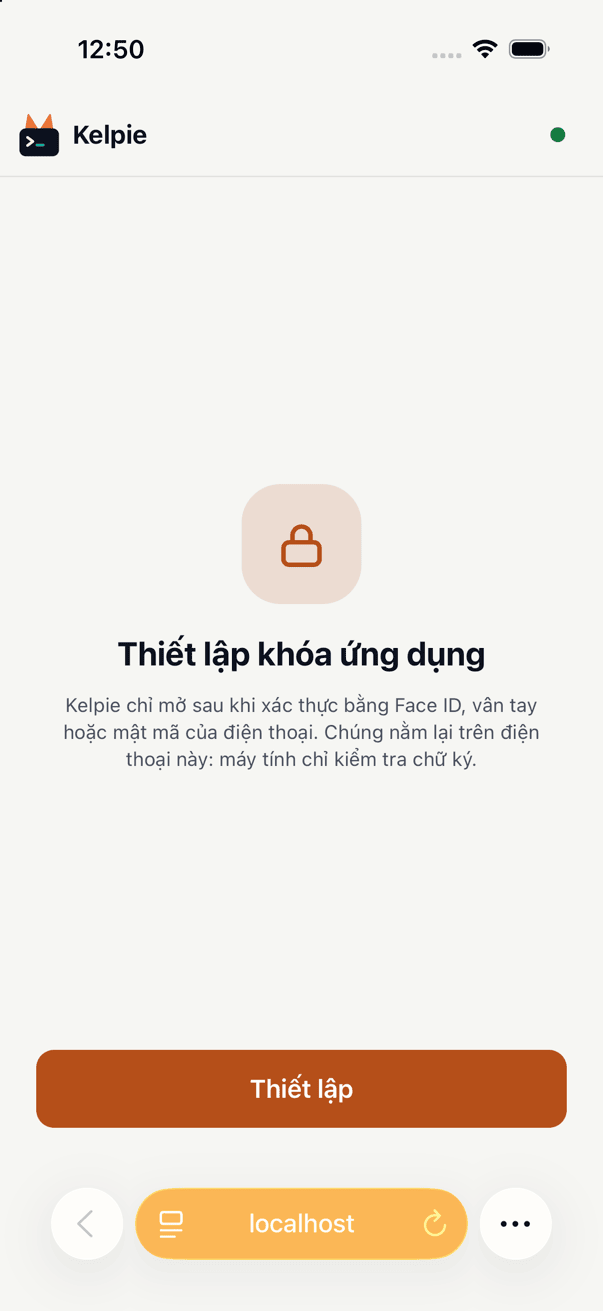 12:50
Kelpie
Thiết lập khóa ứng dụng
Kelpie chỉ mở sau khi xác thực bằng Face ID, vân tay
hoặc mật mã của điện thoại. Chúng nằm lại trên điện
thoại này: máy tính chỉ kiểm tra chữ ký.
Thiết lập
localhost